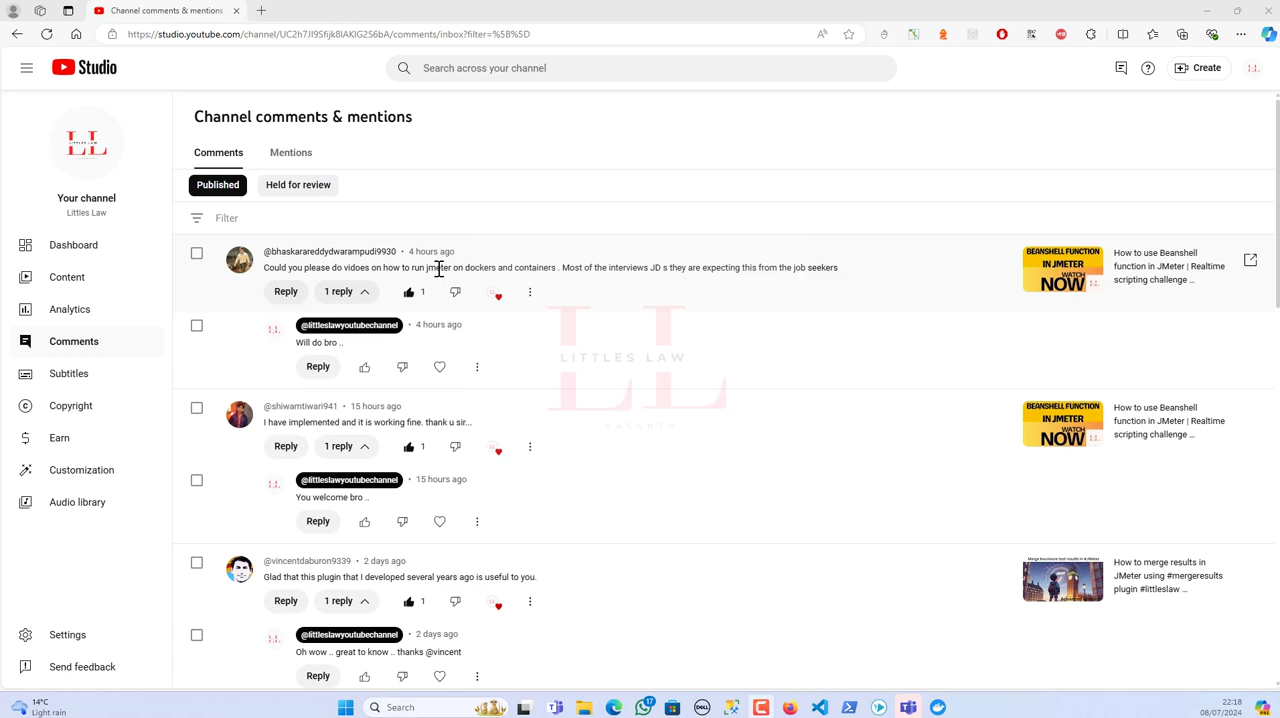 Channel comments & mentions
https://studio.youtube.com/channel/UC2h7JI9Sfijk8IAKlG2S6bA/comments/inbox?filter=%5B%5D
Studio
Search across your channel
Create
LITTLES LAW
Your channel
Littles Law
Dashboard
Content
Analytics
Comments
Subtitles
Copyright
Earn
Customization
Audio library
Settings
Send feedback
Channel comments & mentions
Comments
Mentions
Published
Held for review
Filter
@bhaskarareddydwarampudi9930 • 4 hours ago
Could you please do vidoes on how to run jmeter on dockers and containers . Most of the interviews JD s they are expecting this from the job seekers
Reply
1 reply
1
How to use Beanshell
function in JMeter | Realtime
scripting challenge ...
BEANSHELL FUNCTION
IN JMETER
WATCH
NOW
@littleslawyoutubechannel • 4 hours ago
Will do bro ..
Reply
LITTLES LAW
VASANTH
@shiwamtiwari941 • 15 hours ago
I have implemented and it is working fine. thank u sir...
Reply
1 reply
1
How to use Beanshell
function in JMeter | Realtime
scripting challenge ...
BEANSHELL FUNCTION
IN JMETER
WATCH
NOW
@littleslawyoutubechannel • 15 hours ago
You welcome bro ..
Reply
@vincentdaburon9339 • 2 days ago
Glad that this plugin that I developed several years ago is useful to you.
Reply
1 reply
1
How to merge results in
JMeter using #mergeresults
plugin #littleslaw ...
@littleslawyoutubechannel • 2 days ago
Oh wow .. great to know .. thanks @vincent
Reply
14°C
Light rain
Search
17
22:18
08/07/2024